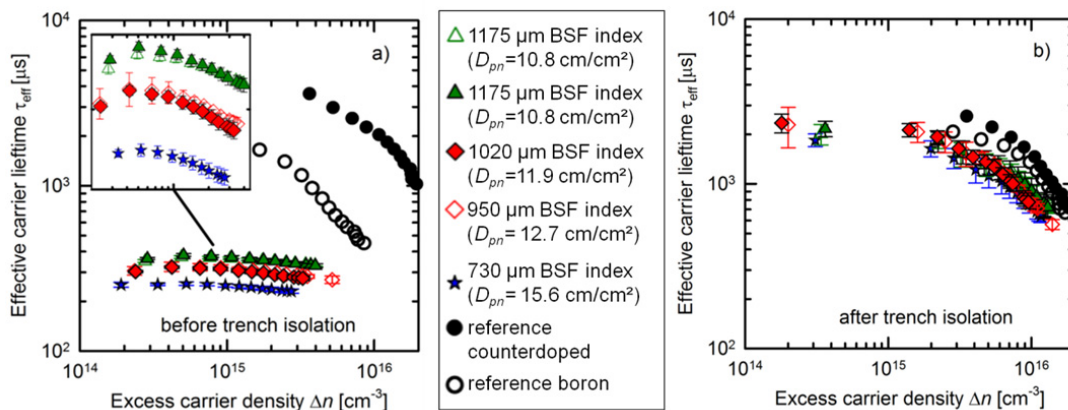 Effective carrier lieftime τeff [µs]
10⁴
10³
10²
a)
before trench isolation
10¹⁴
10¹⁵
10¹⁶
Excess carrier density Δn [cm⁻³]
1175 µm BSF index
(Dpn=10.8 cm/cm²)
1175 µm BSF index
(Dpn=10.8 cm/cm²)
1020 µm BSF index
(Dpn=11.9 cm/cm²)
950 µm BSF index
(Dpn= 12.7 cm/cm²)
730 µm BSF index
(Dpn= 15.6 cm/cm²)
reference
counterdoped
reference boron
Effective carrier lieftime τeff [µs]
10⁴
10³
10²
b)
after trench isolation
10¹⁴
10¹⁵
10¹⁶
Excess carrier density Δn [cm⁻³]